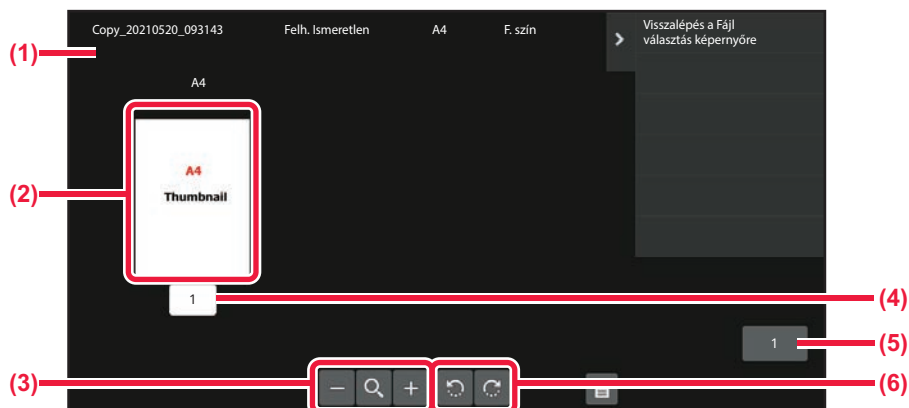 Copy_20210520_093143 Felh. Ismeretlen A4 F. szín
Visszalépés a Fájl
választás képernyőre
(1)
A4
A4
Thumbnail
(2)
1
(4)
1
(5)
(3)
(6)